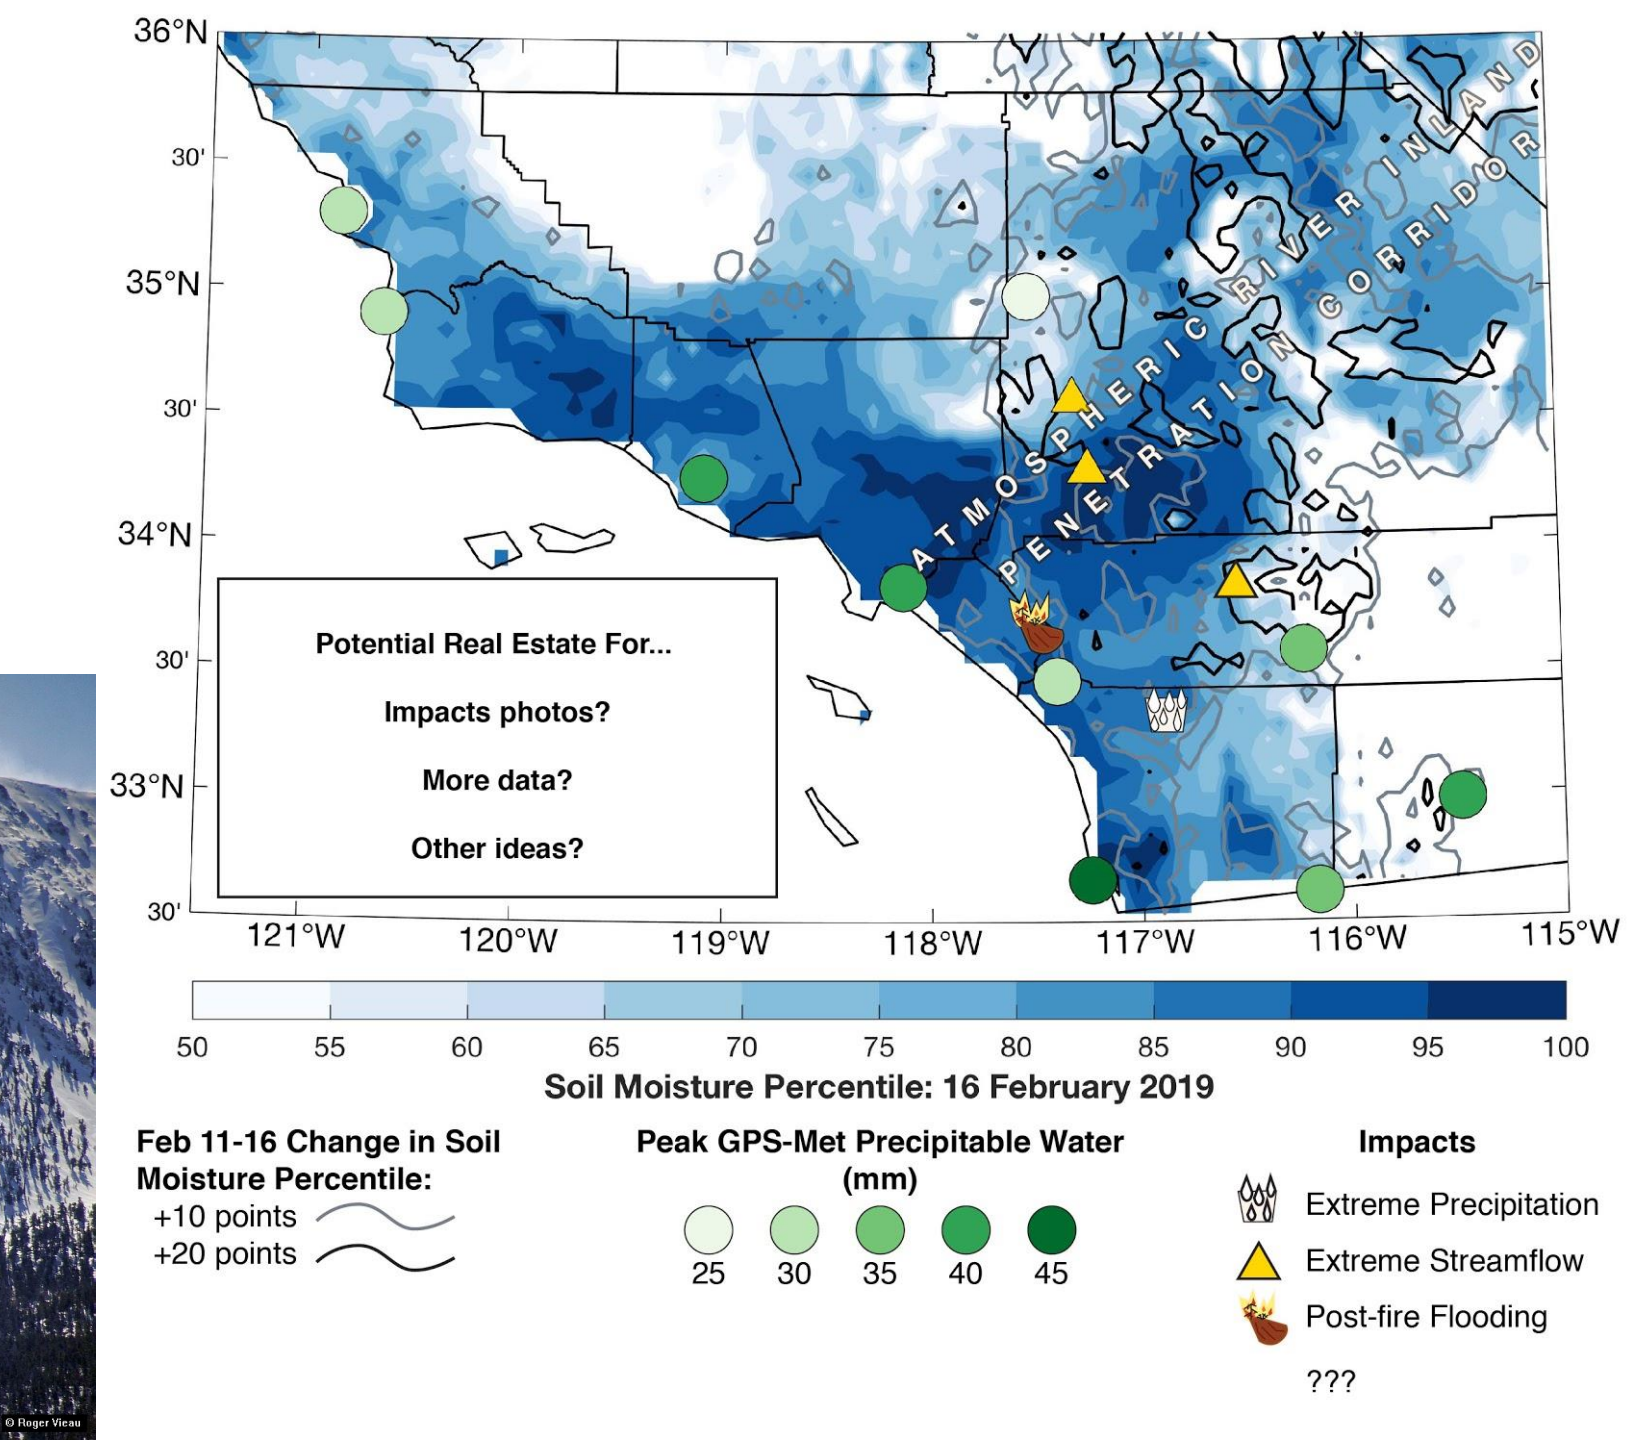 36°N
30'
35°N
30'
34°N
30'
33°N
30'
121°W 120°W 119°W 118°W 117°W 116°W 115°W
ATMOSPHERIC RIVER INLAND
PENETRATION CORRIDOR
Potential Real Estate For...
Impacts photos?
More data?
Other ideas?
50 55 60 65 70 75 80 85 90 95 100
Soil Moisture Percentile: 16 February 2019
Feb 11-16 Change in Soil
Moisture Percentile:
+10 points
+20 points
Peak GPS-Met Precipitable Water
(mm)
25 30 35 40 45
Impacts
Extreme Precipitation
Extreme Streamflow
Post-fire Flooding
???
© Roger Vieau